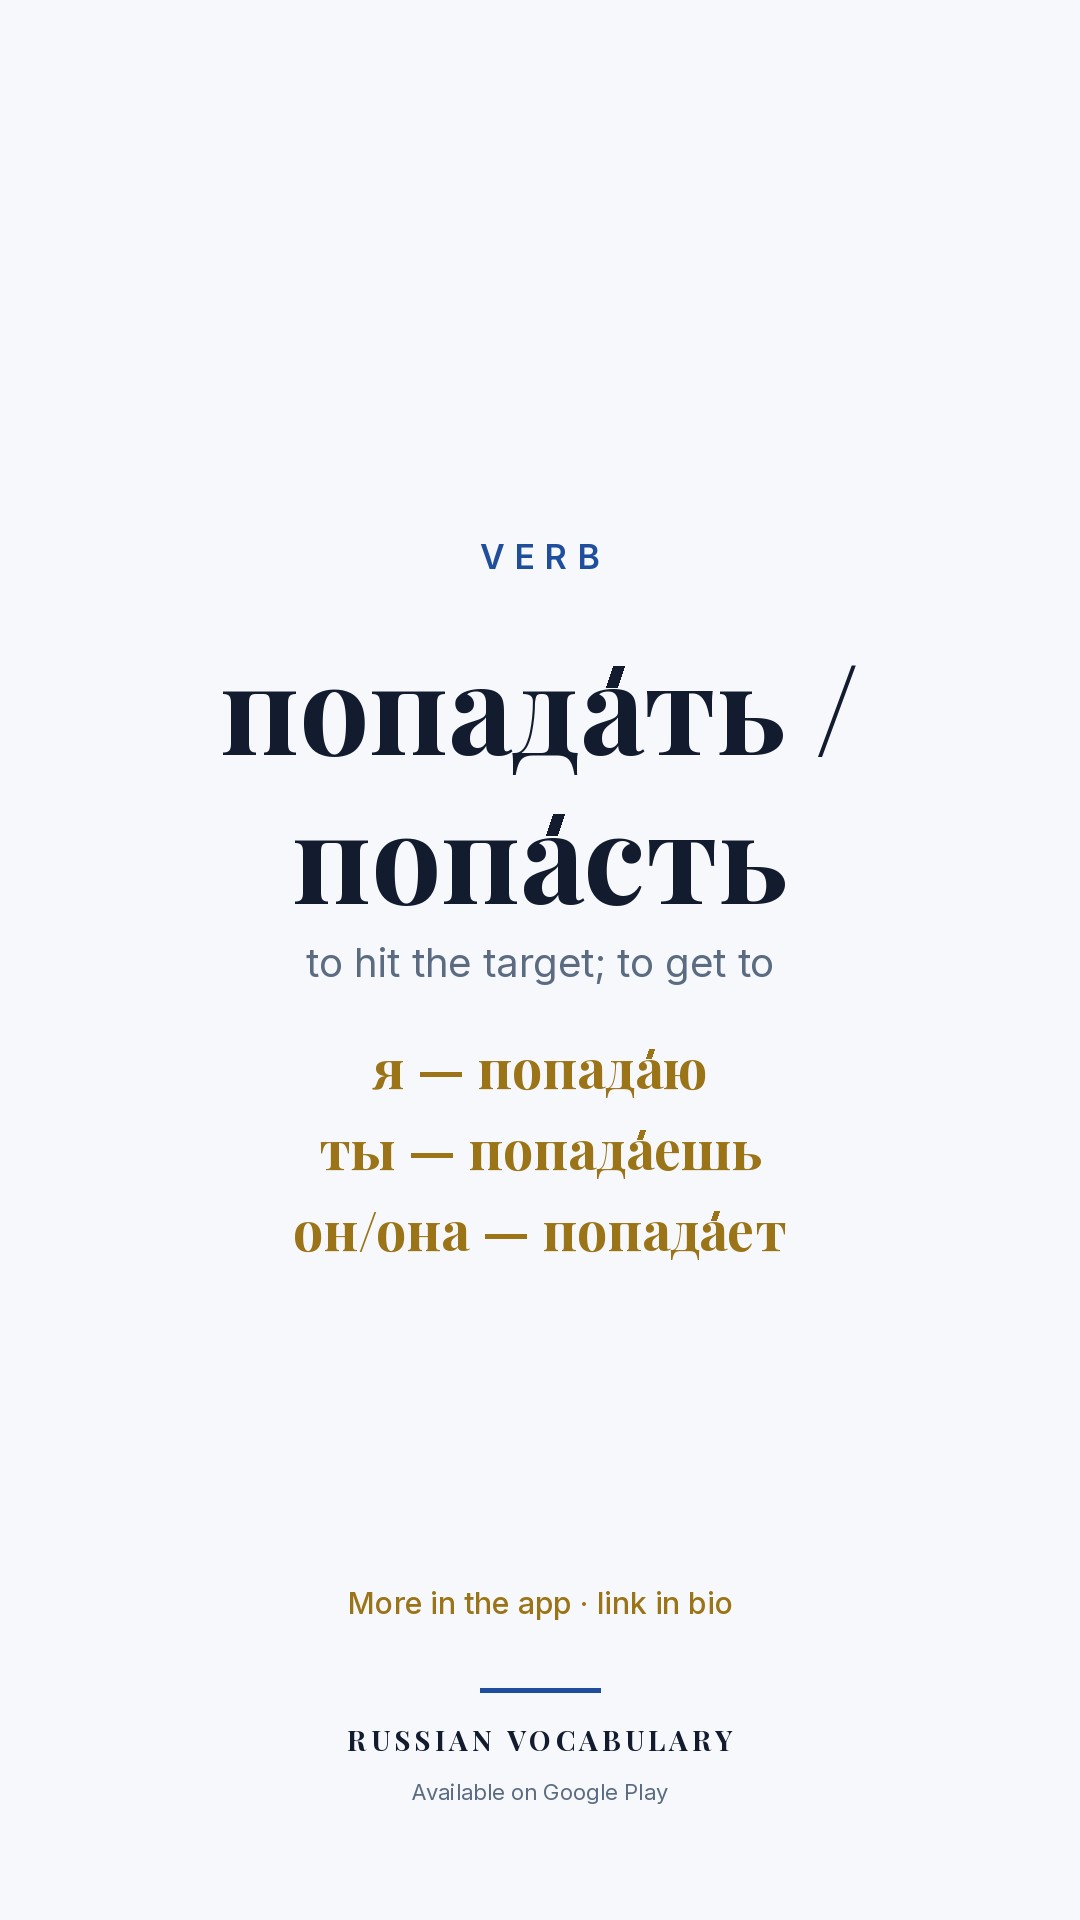 VERB
попада́ть /
попа́сть
to hit the target; to get to
я — попада́ю
ты — попада́ешь
он/она — попада́ет
More in the app · link in bio
RUSSIAN VOCABULARY
Available on Google Play